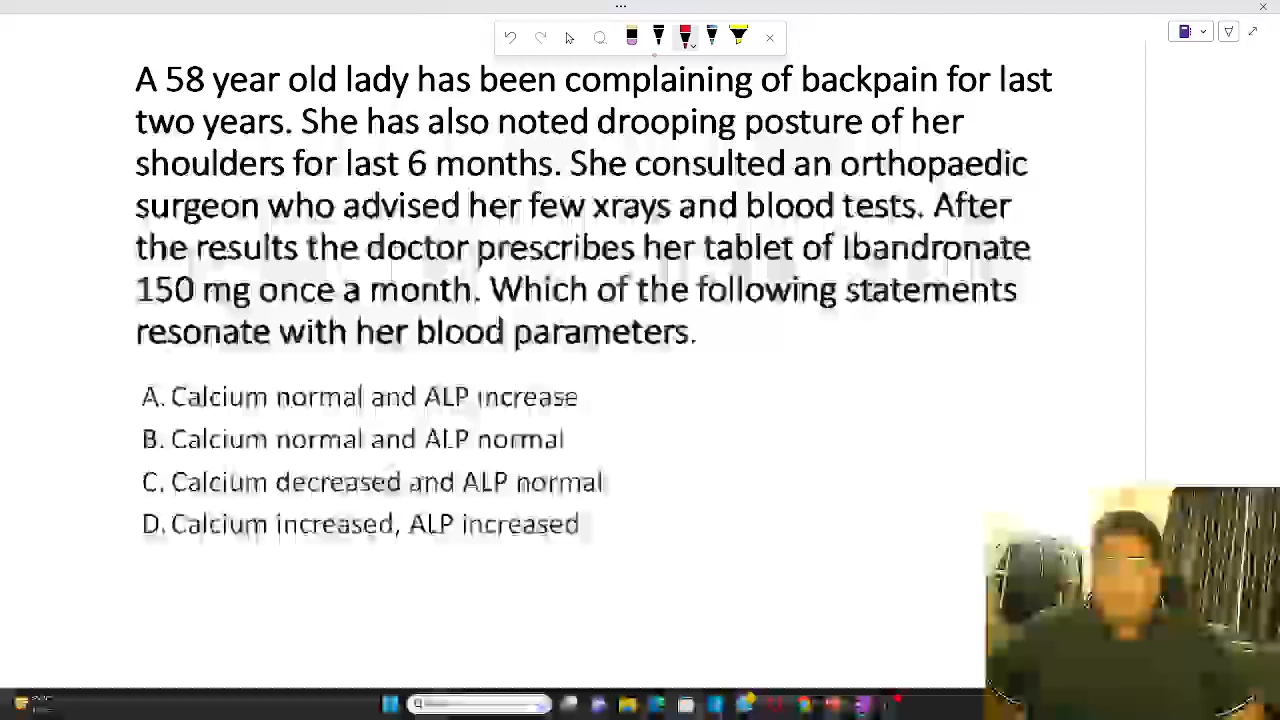 A 58 year old lady has been complaining of backpain for last
two years. She has also noted drooping posture of her
shoulders for last 6 months. She consulted an orthopaedic
surgeon who advised her few xrays and blood tests. After
the results the doctor prescribes her tablet of Ibandronate
150 mg once a month. Which of the following statements
resonate with her blood parameters.
A. Calcium normal and ALP increase
B. Calcium normal and ALP normal
C. Calcium decreased and ALP normal
D. Calcium increased, ALP increased